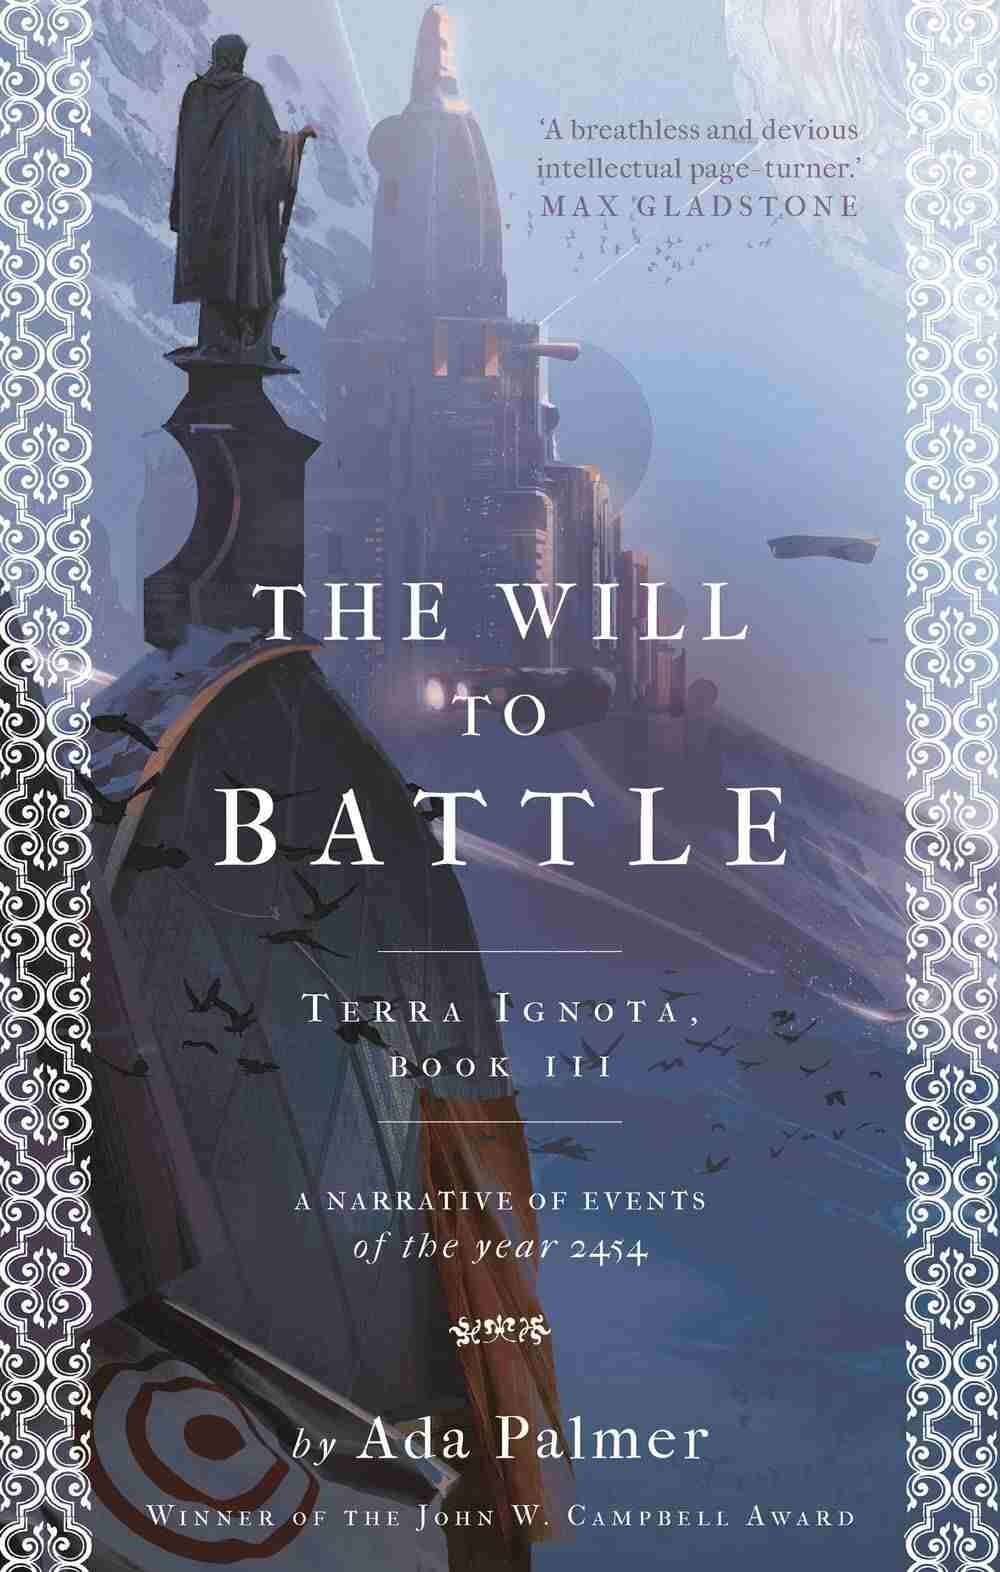 ‘A breathless and devious
intellectual page-turner.’
MAX GLADSTONE
THE WILL
TO
BATTLE
TERRA IGNOTA,
BOOK III
A NARRATIVE OF EVENTS
of the year 2454
by Ada Palmer
WINNER OF THE JOHN W. CAMPBELL AWARD